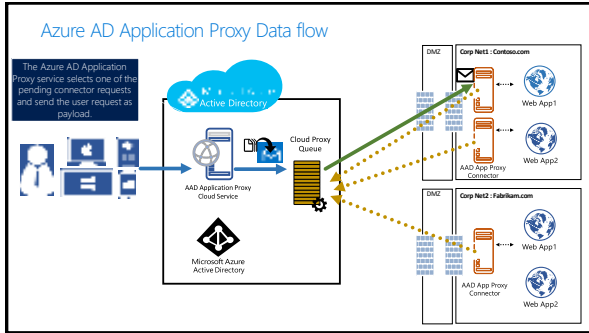 Azure AD Application Proxy Data flow
The Azure AD Application
Proxy service selects one of the
pending connector requests
and send the user request as
payload.
Active Directory
Cloud Proxy
Queue
AAD Application Proxy
Cloud Service
Microsoft Azure
Active Directory
DMZ
Corp Net1 : Contoso.com
Web App1
Web App2
AAD App Proxy
Connector
DMZ
Corp Net2 : Fabrikam.com
Web App1
AAD App Proxy
Connector
Web App2